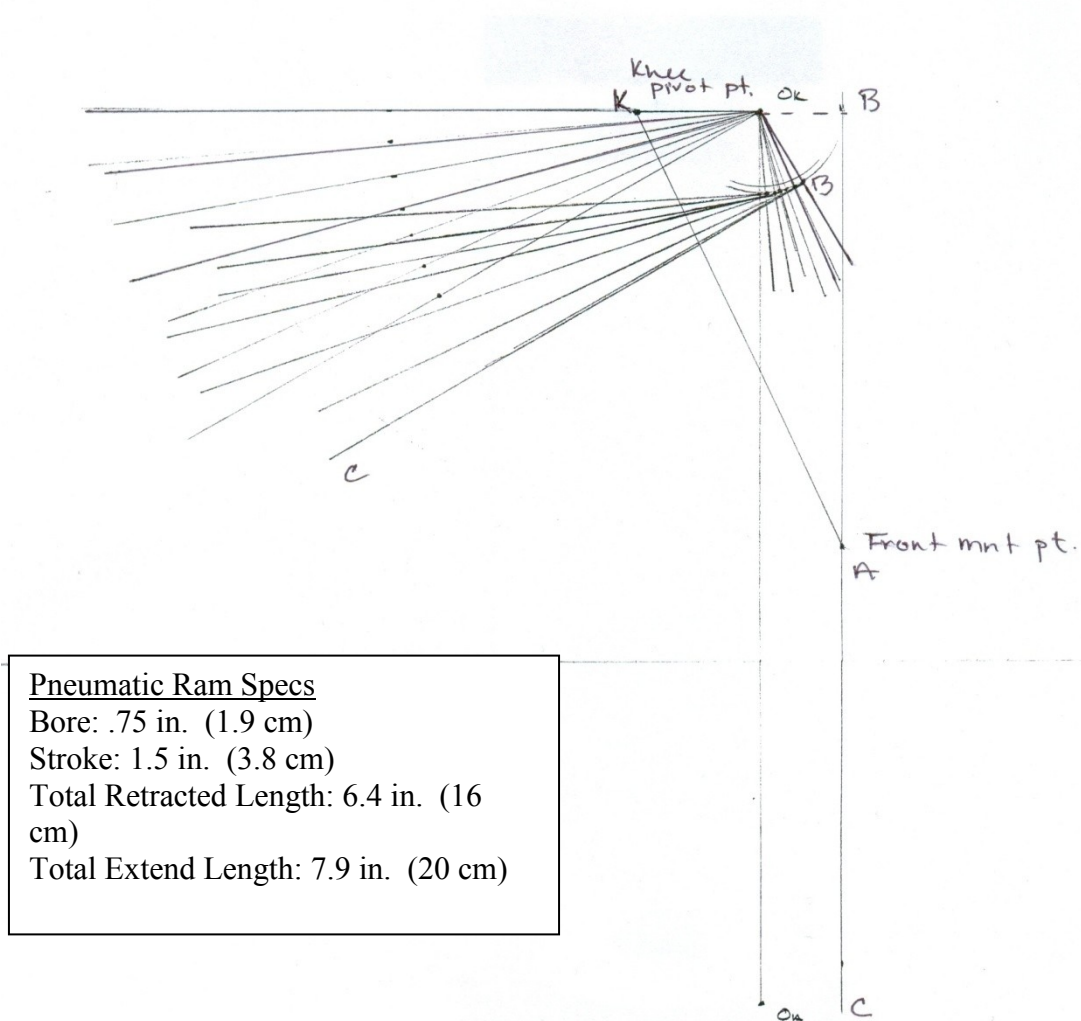 Knee
pivot pt.
K
OK
B
B
C
Front mnt pt.
A
Pneumatic Ram Specs
Bore: .75 in. (1.9 cm)
Stroke: 1.5 in. (3.8 cm)
Total Retracted Length: 6.4 in. (16
cm)
Total Extend Length: 7.9 in. (20 cm)
C